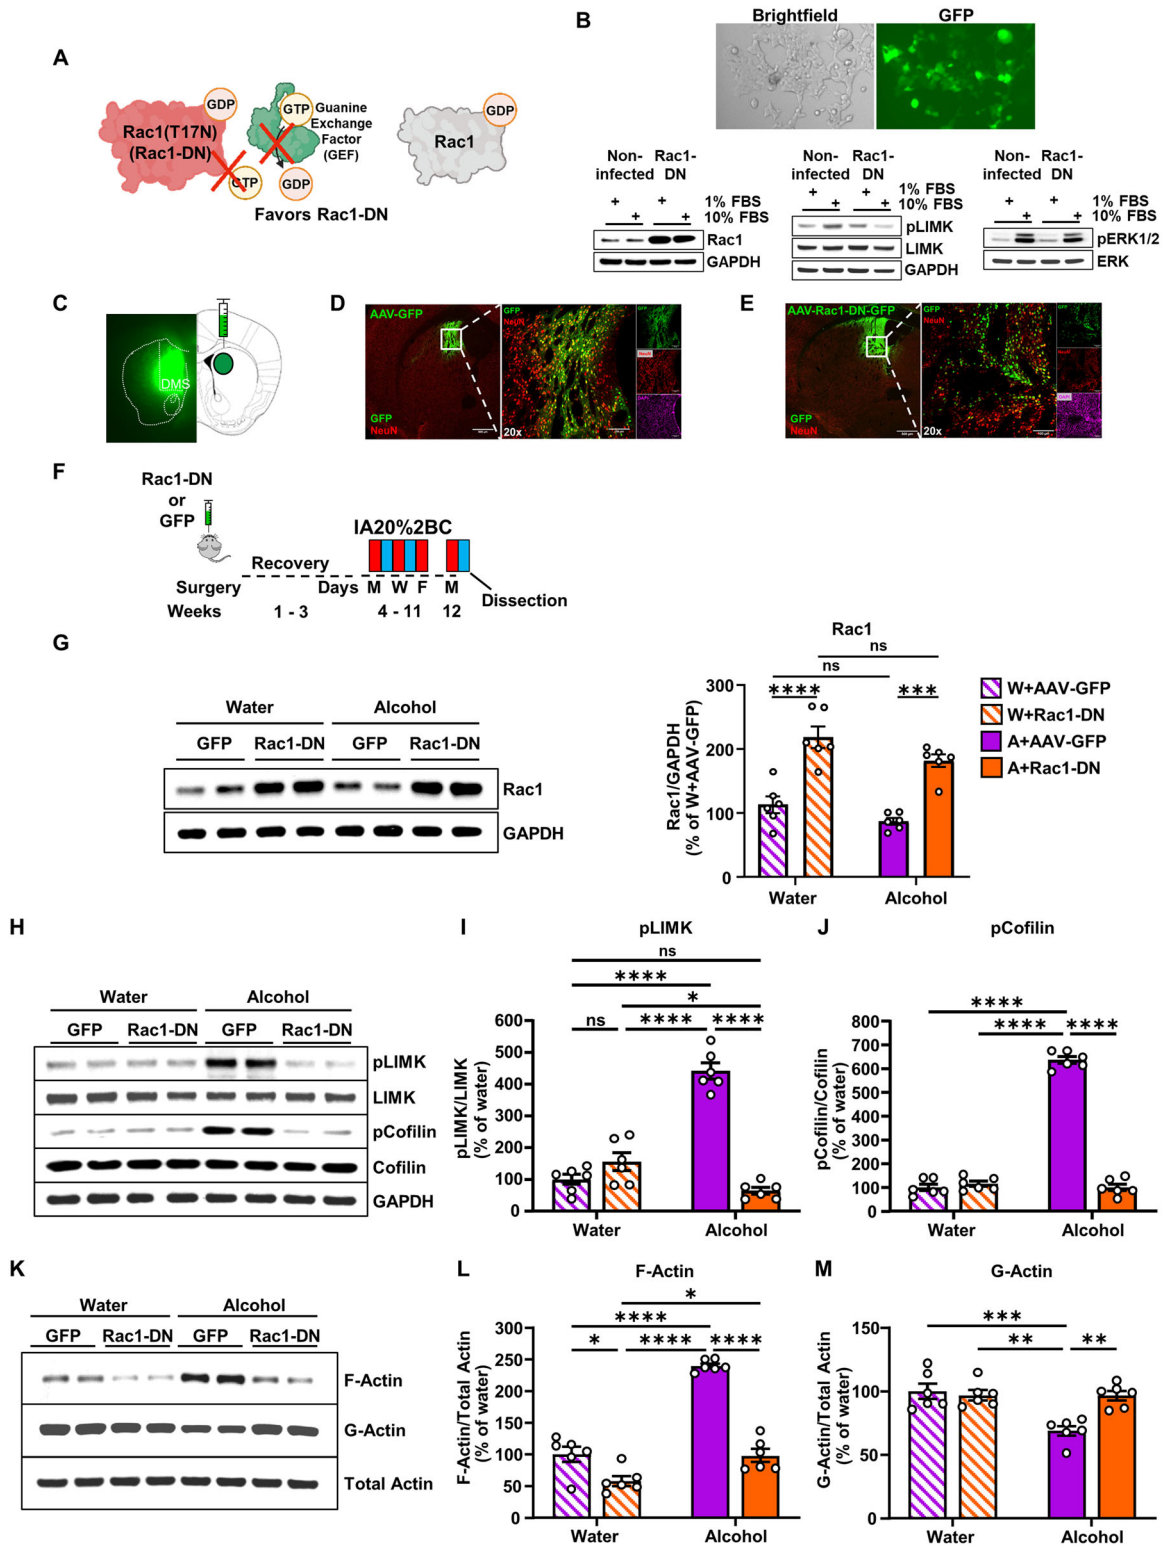 A
GDP
GTP
Guanine
Exchange
Factor
(GEF)
Rac1(T17N)
(Rac1-DN)
GTP
GDP
Favors Rac1-DN
GDP
Rac1
B
Brightfield
GFP
Non-
infected
Rac1-
DN
+ +
1% FBS
+ +
10% FBS
Rac1
GAPDH
Non-
infected
Rac1-
DN
+ +
1% FBS
+ +
10% FBS
pLIMK
LIMK
GAPDH
Non-
infected
Rac1-
DN
+ +
1% FBS
+ +
10% FBS
pERK1/2
ERK
C
DMS
D
AAV-GFP
GFP
NeuN
GFP
NeuN
20x
GFP
NeuN
DAPI
E
AAV-Rac1-DN-GFP
GFP
NeuN
GFP
NeuN
20x
GFP
NeuN
DAPI
F
Rac1-DN
or
GFP
IA20%2BC
Recovery
Surgery
Days M W F M
Dissection
Weeks 1 - 3 4 - 11 12
G
Water Alcohol
GFP Rac1-DN GFP Rac1-DN
Rac1
GAPDH
Rac1
ns
ns
**** ***
Rac1/GAPDH
(% of W+AAV-GFP)
300
200
100
0
Water Alcohol
W+AAV-GFP
W+Rac1-DN
A+AAV-GFP
A+Rac1-DN
H
Water Alcohol
GFP Rac1-DN GFP Rac1-DN
pLIMK
LIMK
pCofilin
Cofilin
GAPDH
I
pLIMK
ns
****
*
ns **** ****
pLIMK/LIMK
(% of water)
600
500
400
300
200
100
0
Water Alcohol
J
pCofilin
****
**** ****
pCofilin/Cofilin
(% of water)
800
700
600
500
400
300
200
100
0
Water Alcohol
K
Water Alcohol
GFP Rac1-DN GFP Rac1-DN
F-Actin
G-Actin
Total Actin
L
F-Actin
*
****
* **** ****
F-Actin/Total Actin
(% of water)
300
250
200
150
100
50
0
Water Alcohol
M
G-Actin
***
** **
G-Actin/Total Actin
(% of water)
150
100
50
0
Water Alcohol